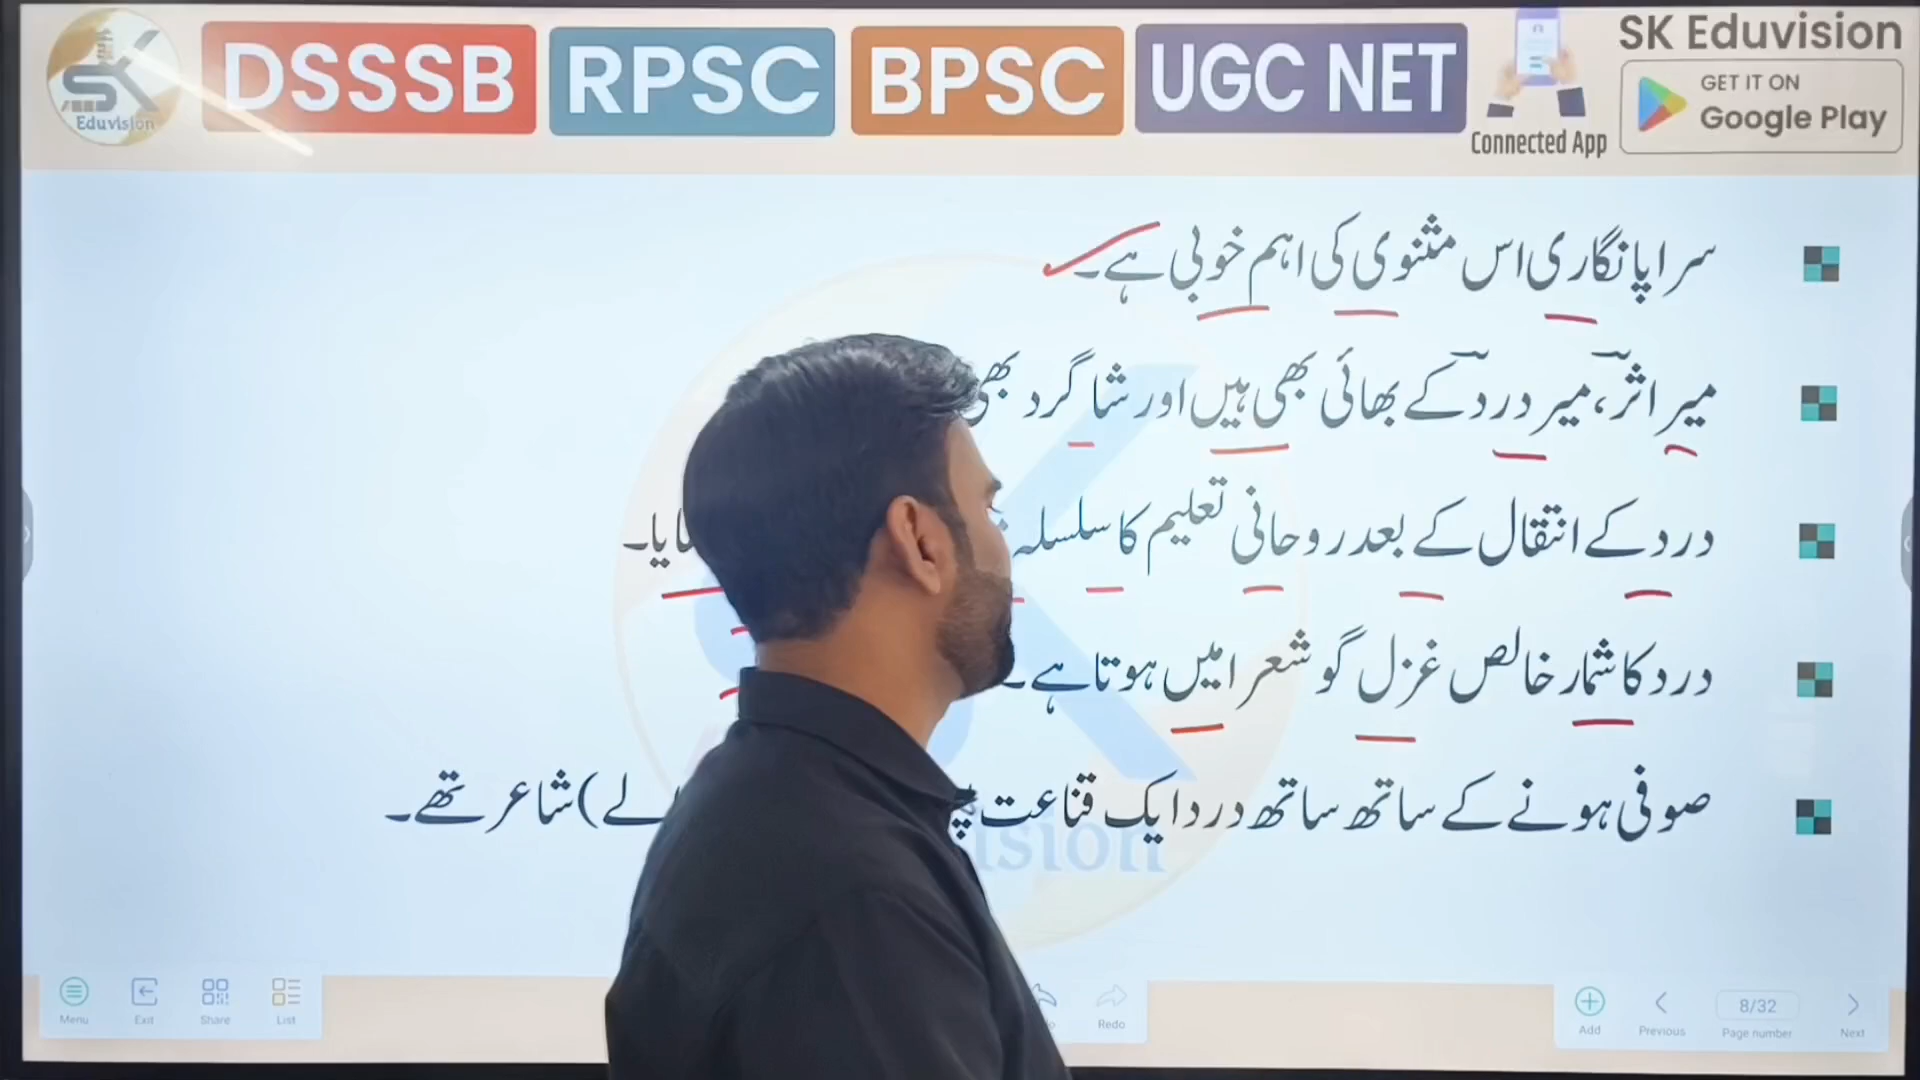 SK
Eduvision
DSSSB
RPSC
BPSC
UGC NET
Connected App
SK Eduvision
GET IT ON
Google Play
سراپا نگاری اس مثنوی کی اہم خوبی ہے۔
میر اثر، میر درد کے بھائی بھی ہیں اور شاگرد بھی
درد کے انتقال کے بعد روحانی تعلیم کا سلسلہ
درد کا شمار خالص غزل گو شعرا میں ہوتا ہے۔
صوفی ہونے کے ساتھ ساتھ درد ایک قناعت شاعر تھے۔
Menu
Exit
Share
List
Redo
Add
Previous
8/32
Page number
Next